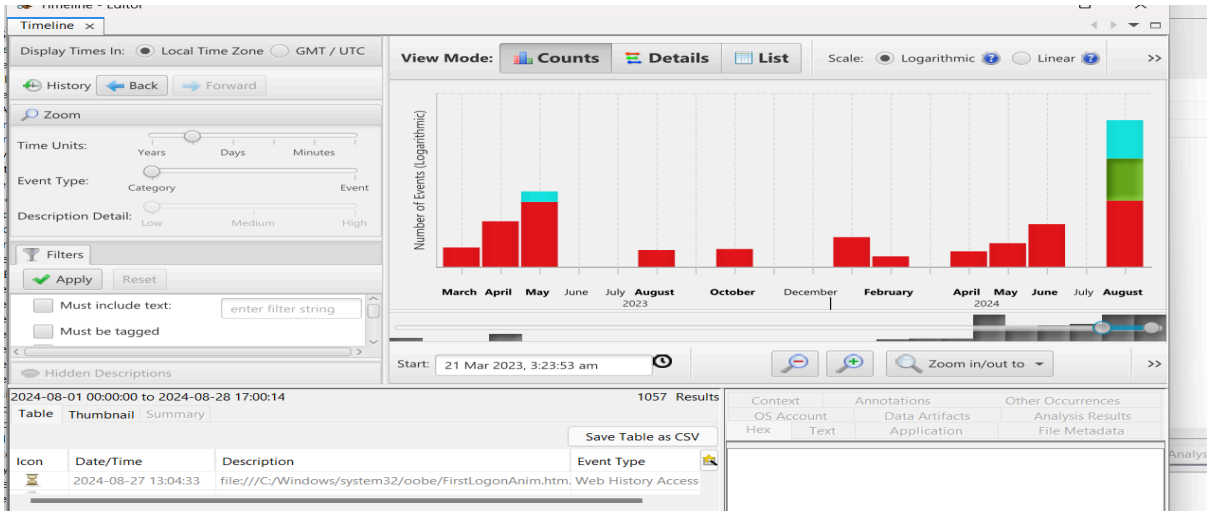 Timeline - Editor
Timeline ×
Display Times In: Local Time Zone GMT / UTC
History Back Forward
Zoom
Time Units:
Years Days Minutes
Event Type:
Category Event
Description Detail:
Low Medium High
Filters
Apply Reset
Must include text: enter filter string
Must be tagged
Hidden Descriptions
View Mode: Counts Details List Scale: Logarithmic Linear >>
Number of Events (Logarithmic)
March April May June July August October December February April May June July August
2023 2024
Start: 21 Mar 2023, 3:23:53 am Zoom in/out to >>
2024-08-01 00:00:00 to 2024-08-28 17:00:14 1057 Results
Table Thumbnail Summary
Save Table as CSV
Icon Date/Time Description Event Type
2024-08-27 13:04:33 file:///C:/Windows/system32/oobe/FirstLogonAnim.htm. Web History Access
Context Annotations Other Occurrences
OS Account Data Artifacts Analysis Results
Hex Text Application File Metadata